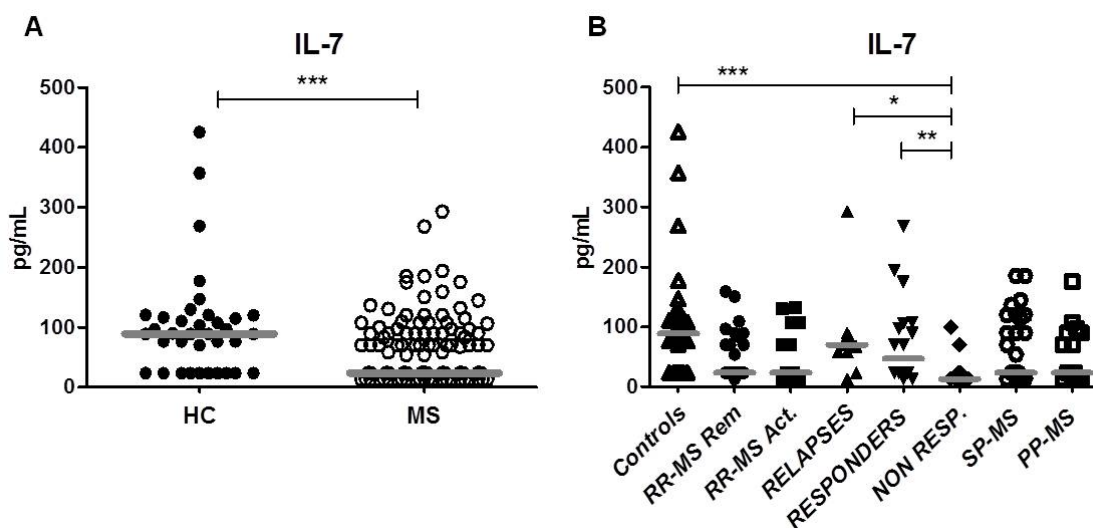 A
IL-7
***
pg/mL
500
400
300
200
100
0
HC
MS
B
IL-7
***
*
**
pg/mL
500
400
300
200
100
0
Controls
RR-MS Rem
RR-MS Act.
RELAPSES
RESPONDERS
NON RESP.
SP-MS
PP-MS